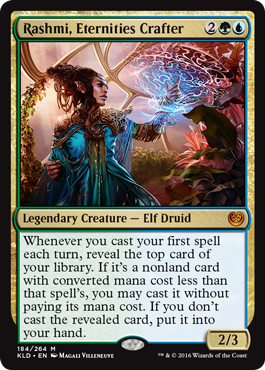 Rashmi, Eternities Crafter 2
Legendary Creature — Elf Druid
Whenever you cast your first spell
each turn, reveal the top card of
your library. If it's a nonland card
with converted mana cost less than
that spell's, you may cast it without
paying its mana cost. If you don't
cast the revealed card, put it into
your hand.
2/3
184/264 M
KLD • EN Magali Villeneuve
™ & © 2016 Wizards of the Coast